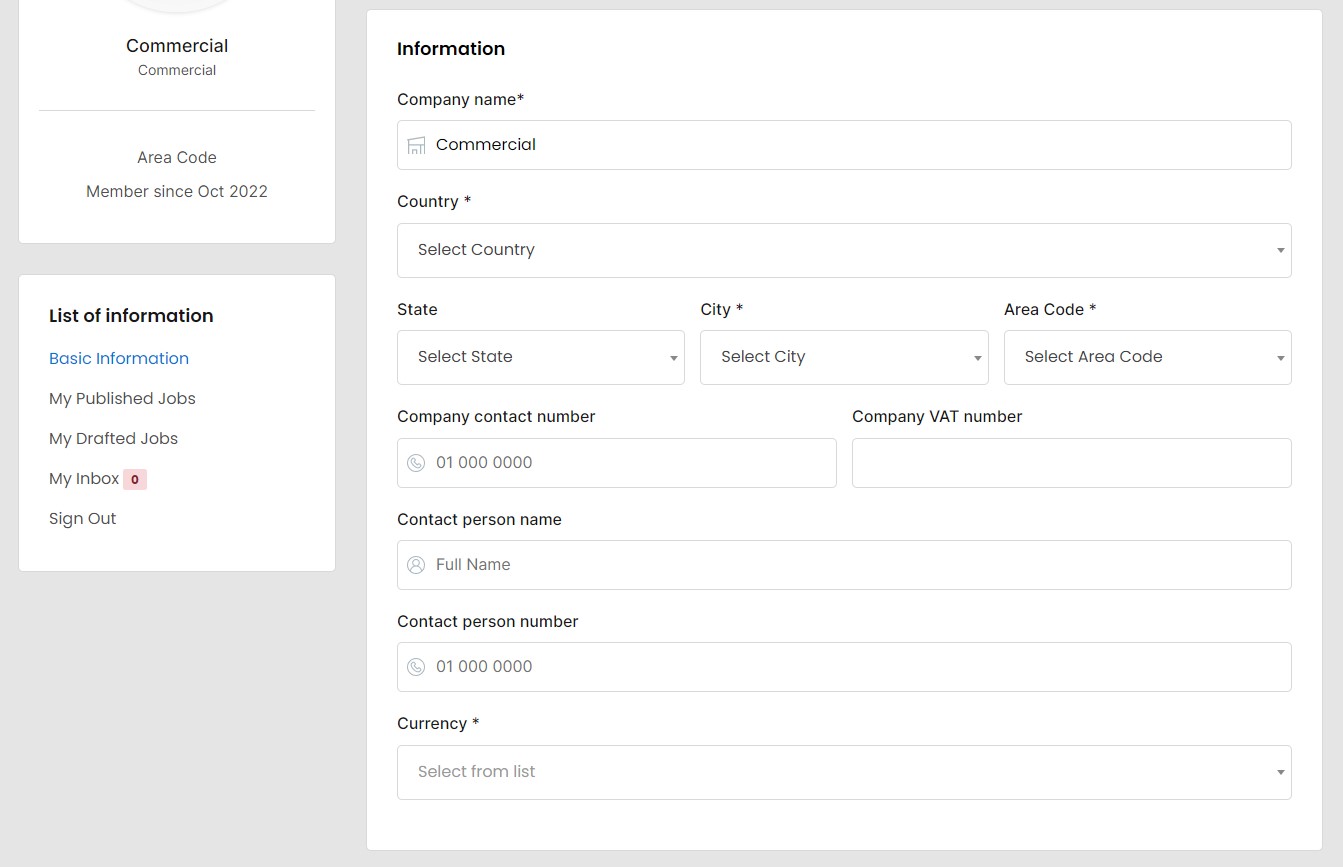 Commercial
Commercial
Area Code
Member since Oct 2022
List of information
Basic Information
My Published Jobs
My Drafted Jobs
My Inbox 0
Sign Out
Information
Company name*
Commercial
Country *
Select Country
State City * Area Code *
Select State Select City Select Area Code
Company contact number Company VAT number
01 000 0000
Contact person name
Full Name
Contact person number
01 000 0000
Currency *
Select from list